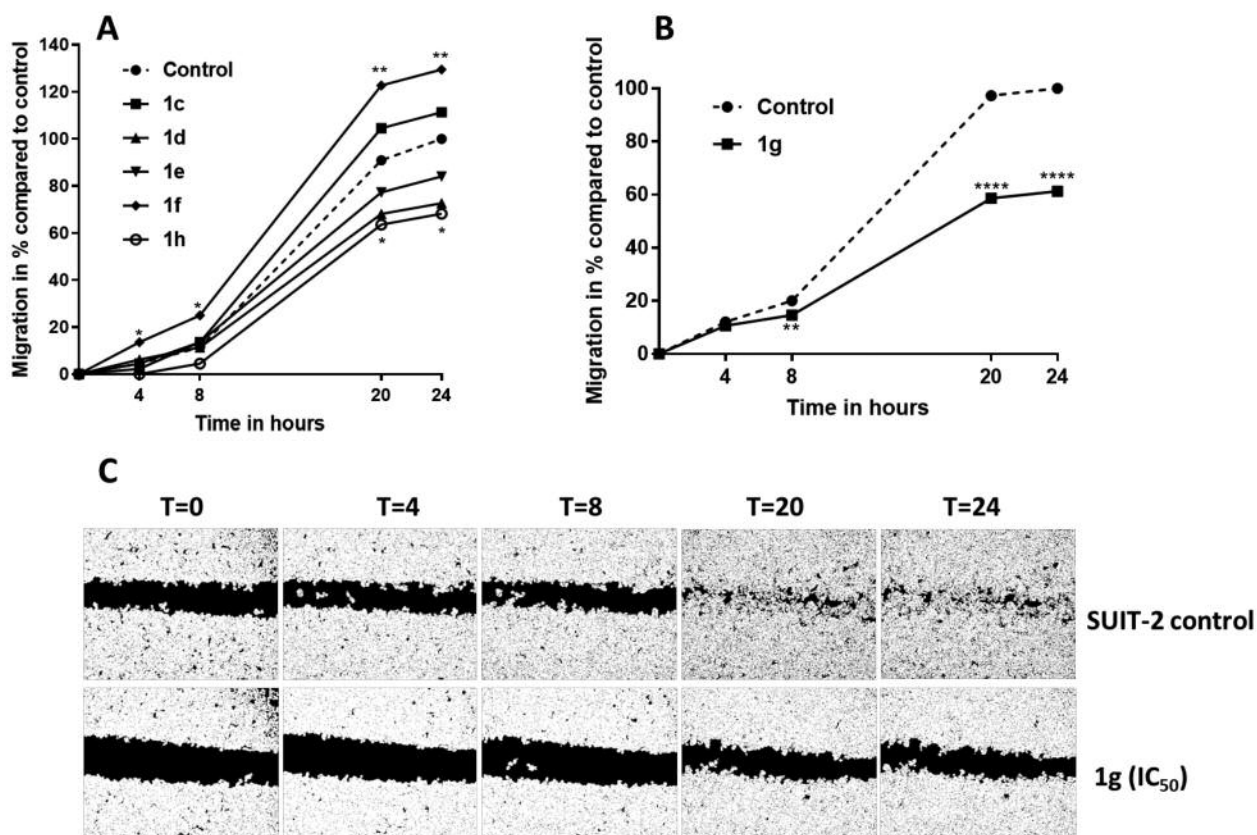 A
Migration in % compared to control
140
120
100
80
60
40
20
0
Control
1c
1d
1e
1f
1h
**
**
*
*
*
*
4
8
20
24
Time in hours
B
Migration in % compared to control
100
80
60
40
20
0
Control
1g
****
****
**
4
8
20
24
Time in hours
C
T=0
T=4
T=8
T=20
T=24
SUIT-2 control
1g (IC₅₀)